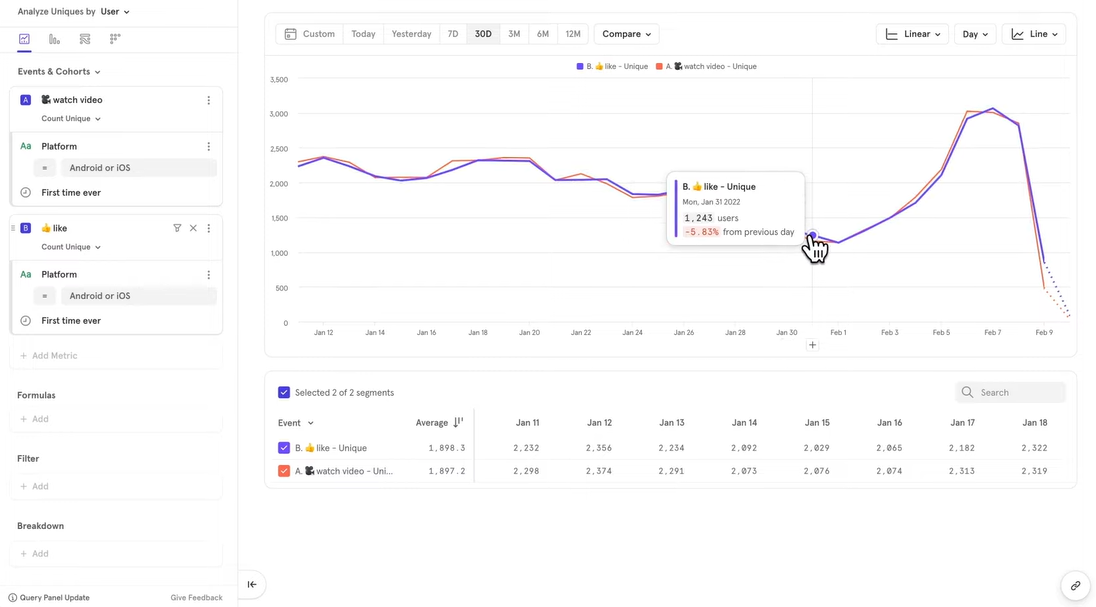 Analyze Uniques by User
Events & Cohorts
A watch video
Count Unique
Aa Platform
= Android or iOS
First time ever
B like
Count Unique
Aa Platform
= Android or iOS
First time ever
+ Add Metric
Formulas
+ Add
Filter
+ Add
Breakdown
+ Add
Query Panel Update Give Feedback
Custom Today Yesterday 7D 30D 3M 6M 12M Compare Linear Day Line
B. 👍 like - Unique A. 🎥 watch video - Unique
3,500
3,000
2,500
2,000
1,500
1,000
500
0
B. 👍 like - Unique
Mon, Jan 31 2022
1,243 users
-5.83% from previous day
Jan 12 Jan 14 Jan 16 Jan 18 Jan 20 Jan 22 Jan 24 Jan 26 Jan 28 Jan 30 Feb 1 Feb 3 Feb 5 Feb 7 Feb 9
+
Selected 2 of 2 segments Search
Event Average Jan 11 Jan 12 Jan 13 Jan 14 Jan 15 Jan 16 Jan 17 Jan 18
B. 👍 like - Unique 1,898.3 2,232 2,356 2,234 2,092 2,029 2,065 2,182 2,322
A. 🎥 watch video - Uni... 1,897.2 2,298 2,374 2,291 2,073 2,076 2,074 2,313 2,319